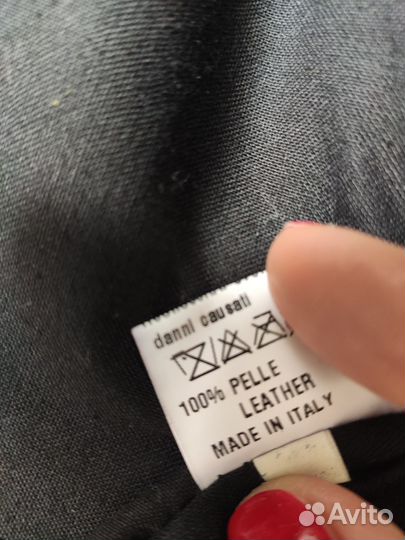 danni causati
100% PELLE
LEATHER
MADE IN ITALY
Avito